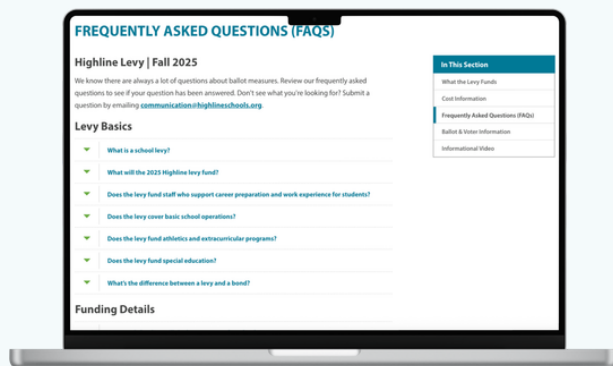 FREQUENTLY ASKED QUESTIONS (FAQS)
Highline Levy | Fall 2025
We know there are always a lot of questions about ballot measures. Review our frequently asked
questions to see if your question has been answered. Don't see what you're looking for? Submit a
question by emailing communication@highlineschools.org.
Levy Basics
What is a school levy?
What will the 2025 Highline levy fund?
Does the levy fund staff who support career preparation and work experience for students?
Does the levy cover basic school operations?
Does the levy fund athletics and extracurricular programs?
Does the levy fund special education?
What's the difference between a levy and a bond?
Funding Details
In This Section
What the Levy Funds
Cost Information
Frequently Asked Questions (FAQs)
Ballot & Voter Information
Informational Video